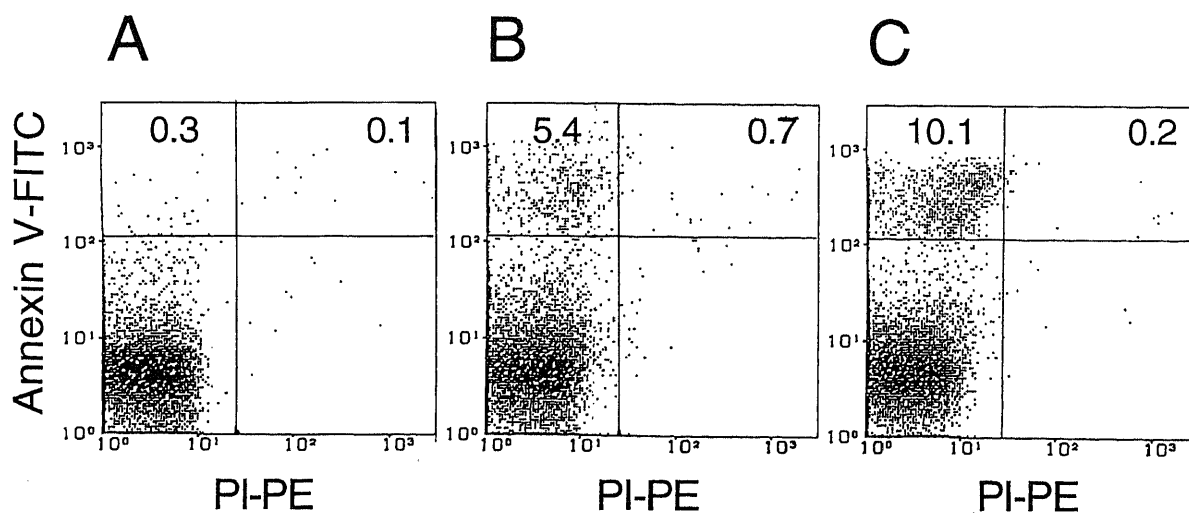 A B C
Annexin V-FITC
0.3 0.1 5.4 0.7 10.1 0.2
10³ 10³ 10³
10² 10² 10²
10¹ 10¹ 10¹
10⁰ 10⁰ 10⁰
10⁰ 10¹ 10² 10³ 10⁰ 10¹ 10² 10³ 10⁰ 10¹ 10² 10³
PI-PE PI-PE PI-PE